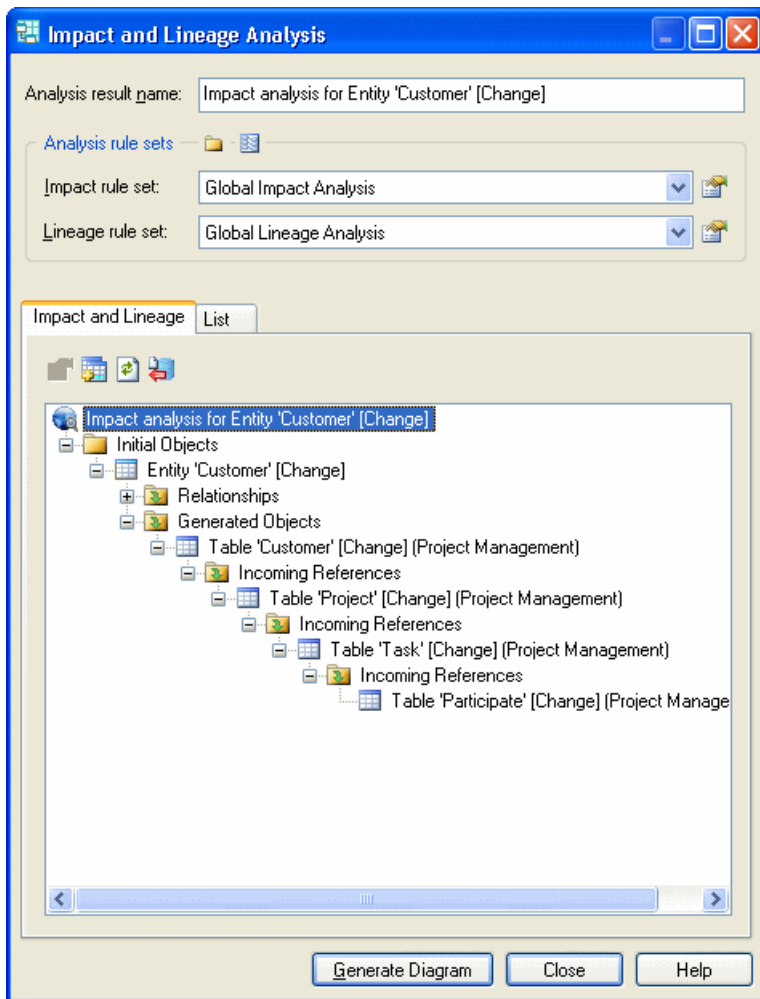 Impact and Lineage Analysis
Analysis result name: Impact analysis for Entity 'Customer' [Change]
Analysis rule sets
Impact rule set: Global Impact Analysis
Lineage rule set: Global Lineage Analysis
Impact and Lineage List
Impact analysis for Entity 'Customer' [Change]
Initial Objects
Entity 'Customer' [Change]
Relationships
Generated Objects
Table 'Customer' [Change] (Project Management)
Incoming References
Table 'Project' [Change] (Project Management)
Incoming References
Table 'Task' [Change] (Project Management)
Incoming References
Table 'Participate' [Change] (Project Manage
Generate Diagram Close Help